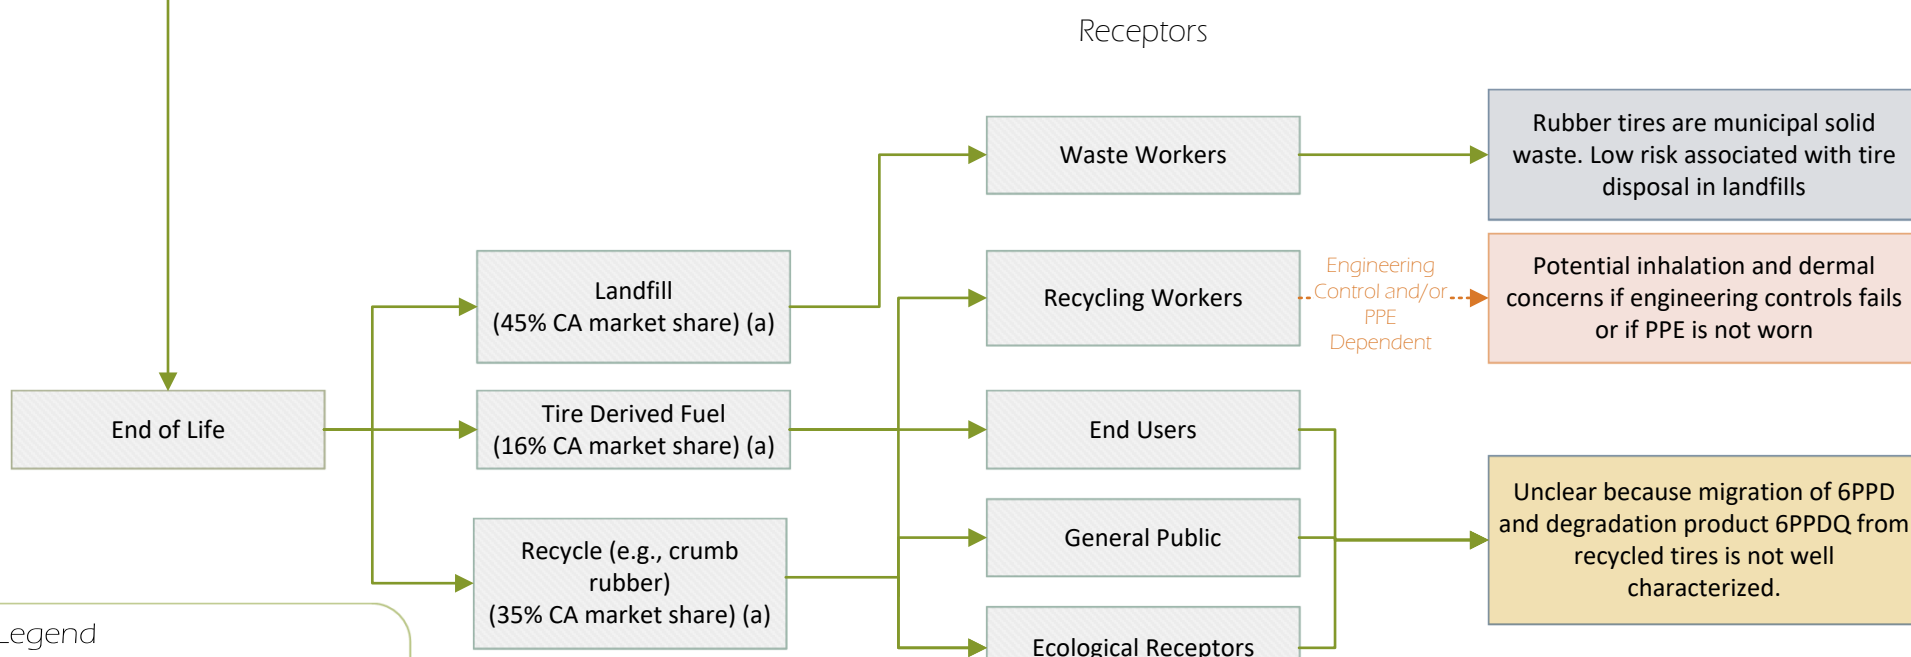 Receptors
Waste Workers
Rubber tires are municipal solid
waste. Low risk associated with tire
disposal in landfills
Landfill
(45% CA market share) (a)
Recycling Workers
Engineering
Control and/or
PPE
Dependent
Potential inhalation and dermal
concerns if engineering controls fails
or if PPE is not worn
End of Life
Tire Derived Fuel
(16% CA market share) (a)
End Users
Recycle (e.g., crumb
rubber)
(35% CA market share) (a)
General Public
Unclear because migration of 6PPD
and degradation product 6PPDQ from
recycled tires is not well
characterized.
Ecological Receptors
Legend